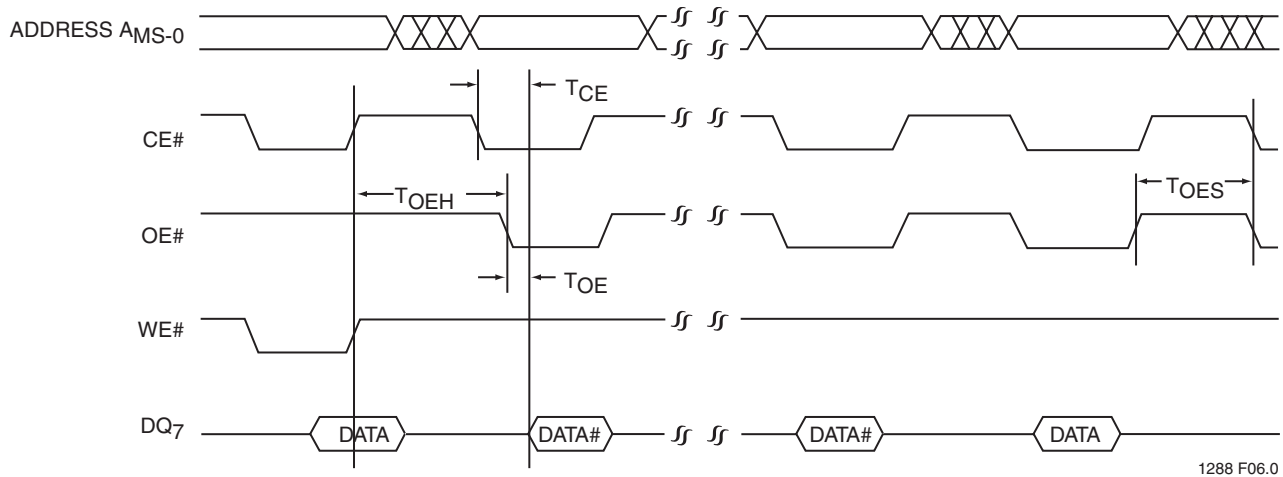 ADDRESS AMS-0
TCE
CE#
TOEH
TOES
OE#
TOE
WE#
DQ7
DATA
DATA#
DATA#
DATA
1288 F06.0